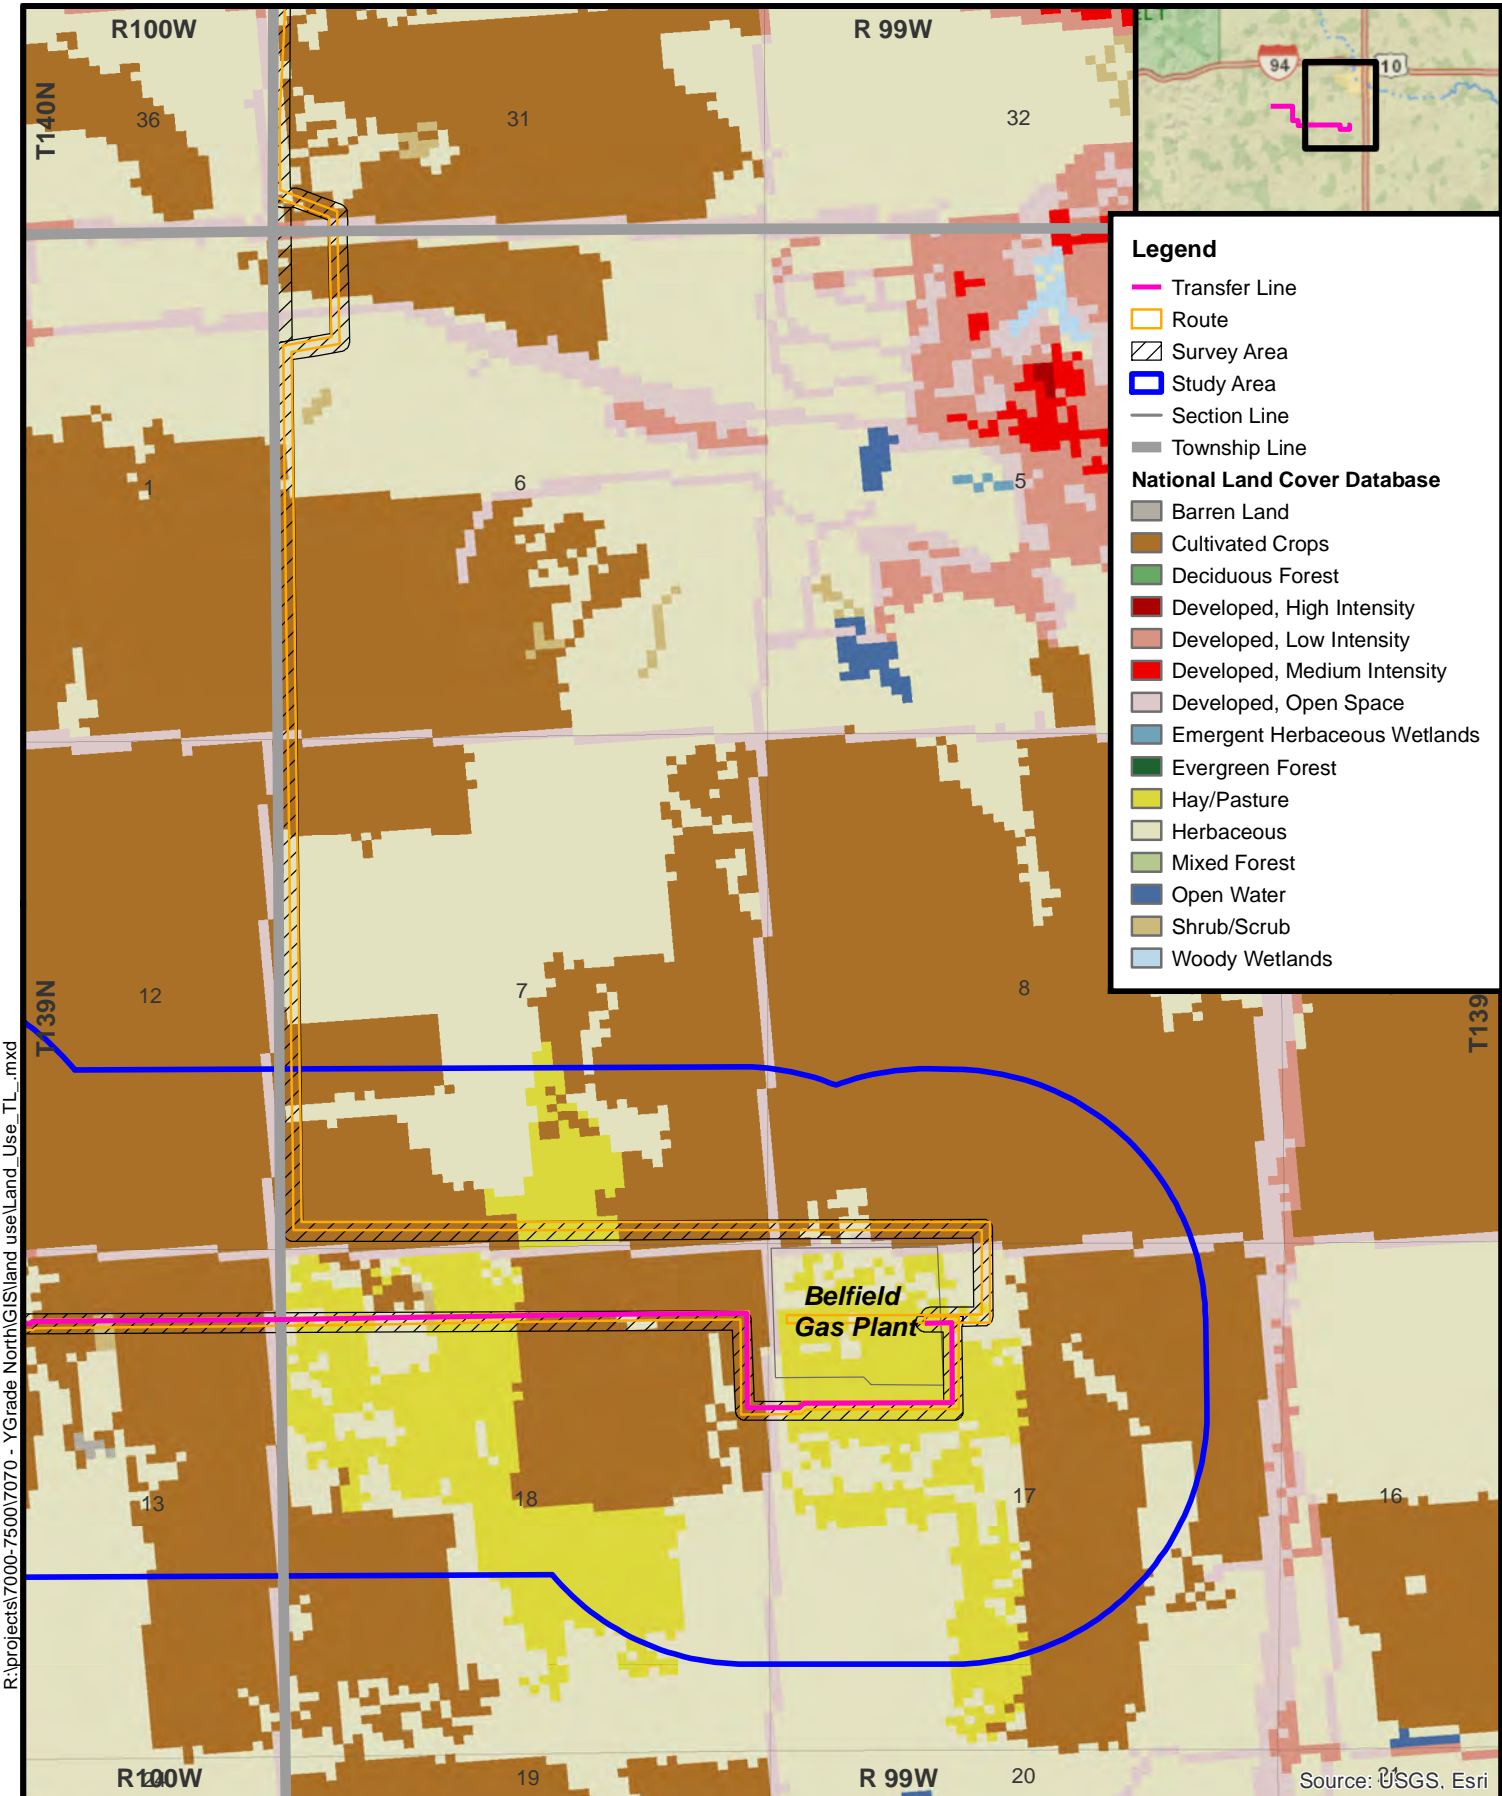 R100W
R 99W
EL T
94
10
T140N
36
31
32
Legend
Transfer Line
Route
Survey Area
Study Area
Section Line
Township Line
National Land Cover Database
Barren Land
Cultivated Crops
Deciduous Forest
Developed, High Intensity
Developed, Low Intensity
Developed, Medium Intensity
Developed, Open Space
Emergent Herbaceous Wetlands
Evergreen Forest
Hay/Pasture
Herbaceous
Mixed Forest
Open Water
Shrub/Scrub
Woody Wetlands
1
6
5
12
7
8
T139N
T139
Belfield
Gas Plant
13
18
17
16
R100W
19
R 99W
20
Source: USGS, Esri
R:\projects\7000-7500\7070 - YGrade North\GIS\land use\Land_Use_TL_.mxd